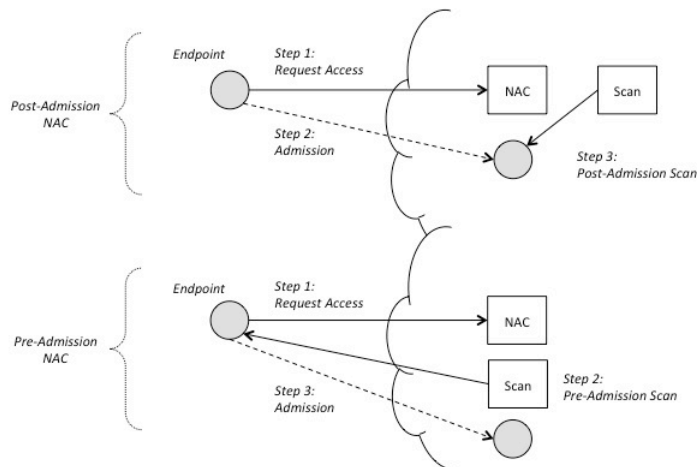 Endpoint
Step 1:
Request Access
Post-Admission
NAC
NAC
Scan
Step 2:
Admission
Step 3:
Post-Admission Scan
Endpoint
Step 1:
Request Access
Pre-Admission
NAC
NAC
Scan
Step 2:
Pre-Admission Scan
Step 3:
Admission